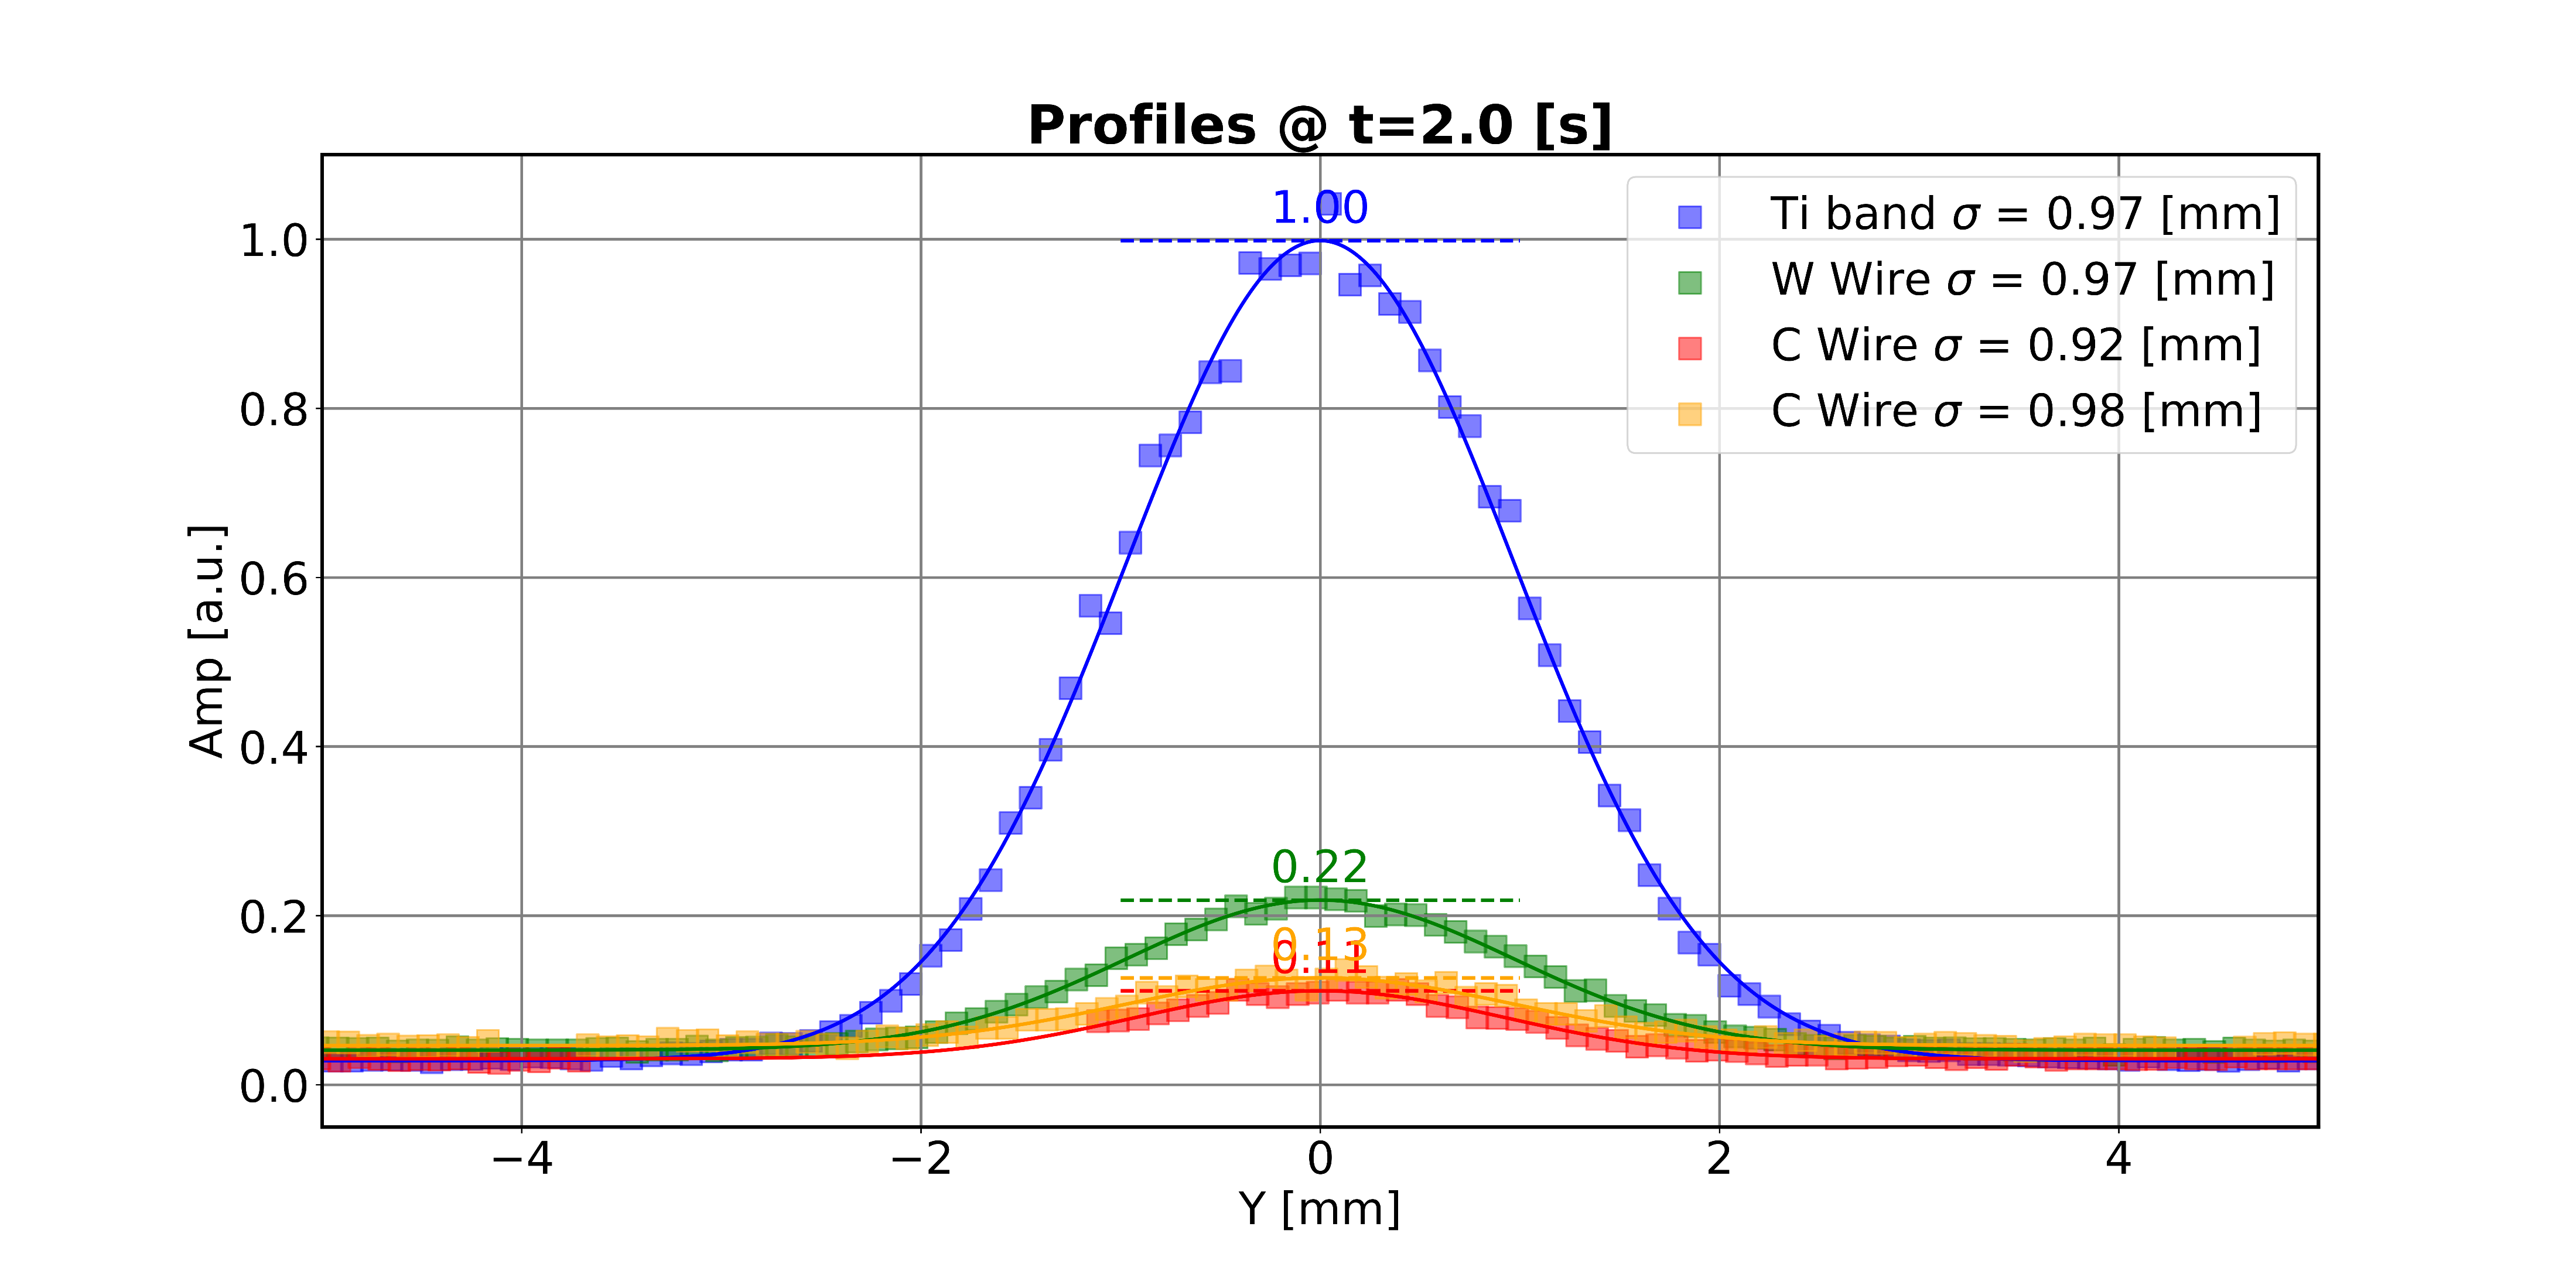 Profiles @ t=2.0 [s]
1.00
Ti band σ = 0.97 [mm]
W Wire σ = 0.97 [mm]
C Wire σ = 0.92 [mm]
C Wire σ = 0.98 [mm]
1.0
0.8
0.6
0.4
0.2
0.0
Amp [a.u.]
0.22
0.13
0.11
−4
−2
0
2
4
Y [mm]